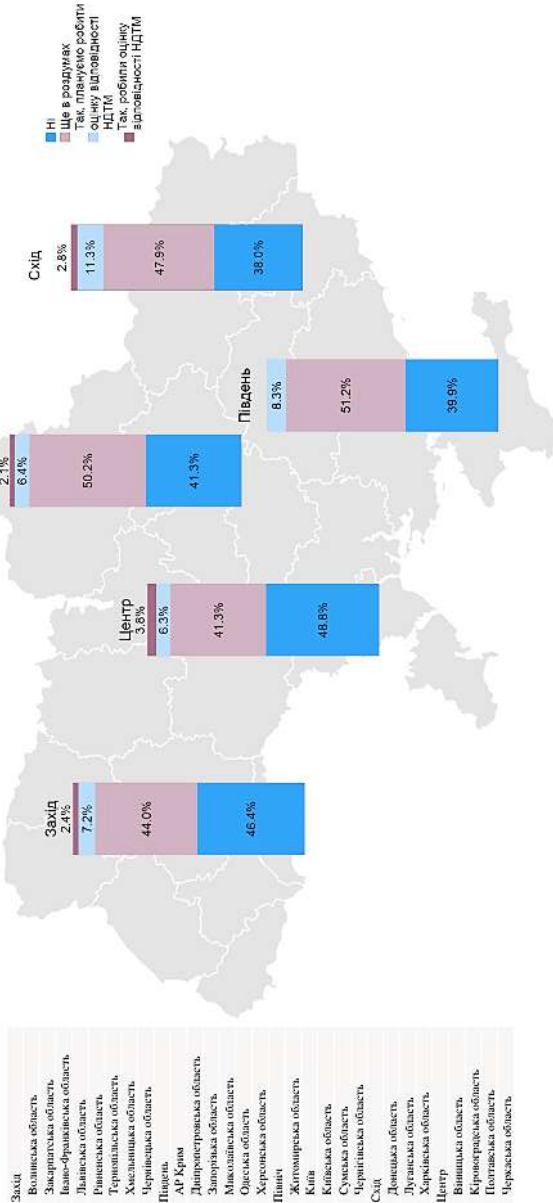 Захід
Волинська область
Закарпатська область
Івано-Франківська область
Львівська область
Рівненська область
Тернопільська область
Хмельницька область
Чернівецька область
Південь
АР Крим
Дніпропетровська область
Запорізька область
Миколаївська область
Одеська область
Херсонська область
Північ
Житомирська область
Київ
Київська область
Сумська область
Чернігівська область
Схід
Донецька область
Луганська область
Харківська область
Центр
Вінницька область
Кіровоградська область
Полтавська область
Черкаська область
Захід
2.4%
7.2%
44.0%
46.4%
Центр
3.8%
6.3%
41.3%
48.8%
2.1%
6.4%
50.2%
41.3%
Південь
8.3%
51.2%
39.9%
Схід
2.8%
11.3%
47.9%
38.0%
Ні
Ще в роздумах
Так, плануємо робити
оцінку відповідності
НДТМ
Так, робили оцінку
відповідності НДТМ